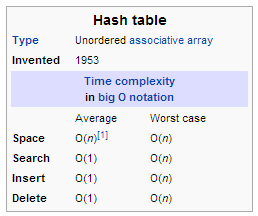 Hash table
Type Unordered associative array
Invented 1953
Time complexity
in big O notation
Average Worst case
Space O(n)[1] O(n)
Search O(1) O(n)
Insert O(1) O(n)
Delete O(1) O(n)